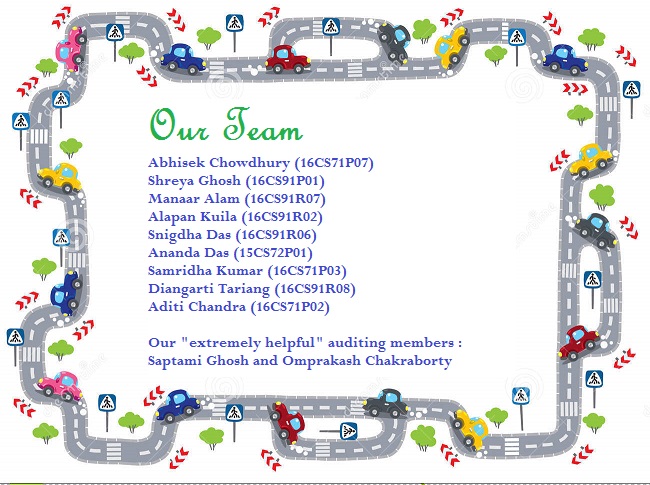 Our Team
Abhisek Chowdhury (16CS71P07)
Shreya Ghosh (16CS91P01)
Manaar Alam (16CS91R07)
Alapan Kuila (16CS91R02)
Snigdha Das (16CS91R06)
Ananda Das (15CS72P01)
Samridha Kumar (16CS71P03)
Diangarti Tariang (16CS91R08)
Aditi Chandra (16CS71P02)
Our "extremely helpful" auditing members :
Saptami Ghosh and Omprakash Chakraborty